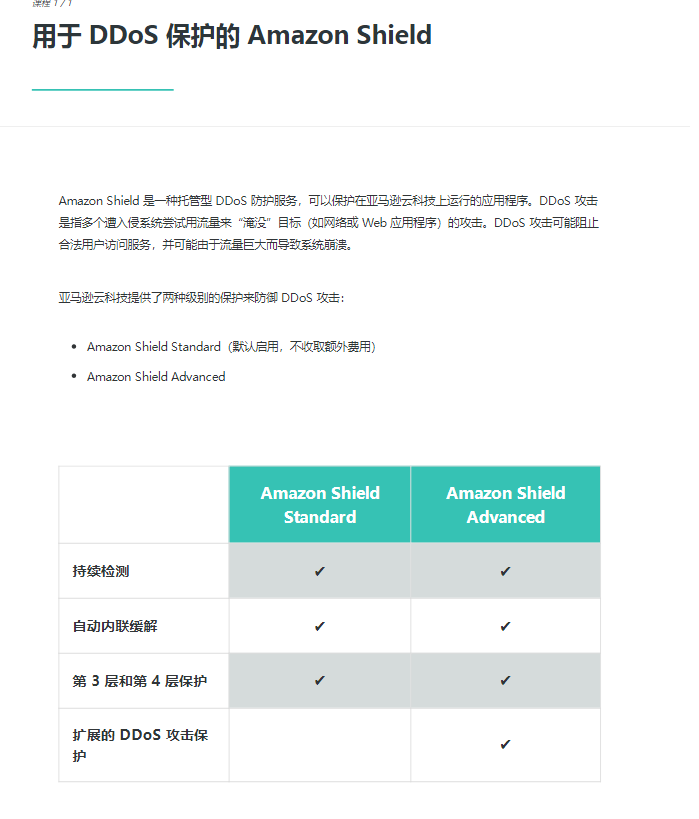 课程 1 / 1
用于 DDoS 保护的 Amazon Shield
Amazon Shield 是一种托管型 DDoS 防护服务，可以保护在亚马逊云科技上运行的应用程序。DDoS 攻击
是指多个遭入侵系统尝试用流量来“淹没”目标（如网络或 Web 应用程序）的攻击。DDoS 攻击可能阻止
合法用户访问服务，并可能由于流量巨大而导致系统崩溃。
亚马逊云科技提供了两种级别的保护来防御 DDoS 攻击：
• Amazon Shield Standard（默认启用，不收取额外费用）
• Amazon Shield Advanced
Amazon Shield
Standard
Amazon Shield
Advanced
持续检测 ✔ ✔
自动内联缓解 ✔ ✔
第 3 层和第 4 层保护 ✔ ✔
扩展的 DDoS 攻击保
护 ✔